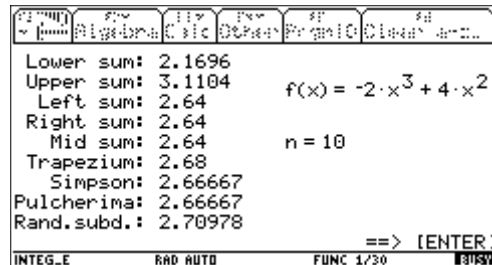 Algebra Calc Other PrgmIO Clean
Lower sum: 2.1696
Upper sum: 3.1104
f(x) = -2·x³ + 4·x²
Left sum: 2.64
Right sum: 2.64
Mid sum: 2.64
n = 10
Trapezium: 2.68
Simpson: 2.66667
Pulcherima: 2.66667
Rand.subd.: 2.70978
==> [ENTER]
INTEG_E RAD AUTO FUNC 1/30 BUSY